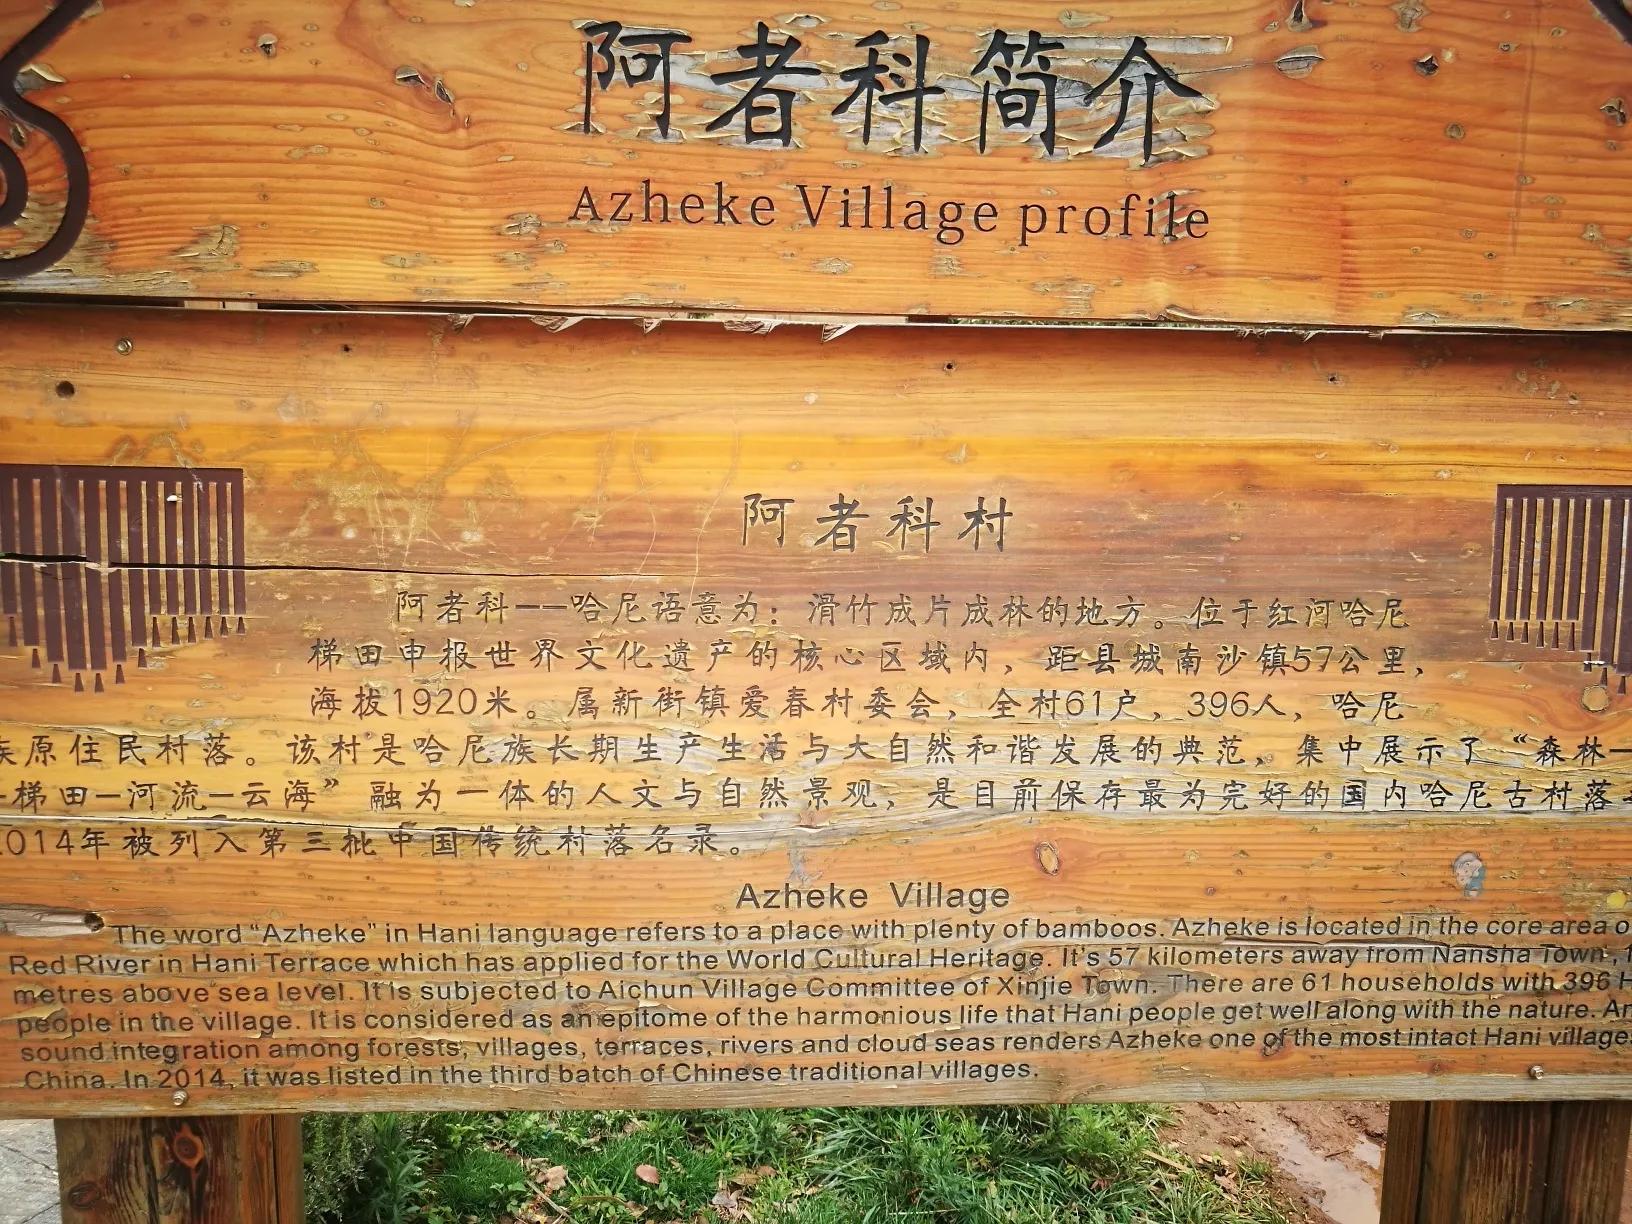 阿者科简介
Azheke Village profile
阿者科村
阿者科——哈尼语意为：滑竹成片成林的地方。位于红河哈尼
梯田申报世界文化遗产的核心区域内，距县城南沙镇57公里，
海拔1920米。属新街镇爱春村委会，全村61户，396人，哈尼
族原住民村落。该村是哈尼族长期生产生活与大自然和谐发展的典范，集中展示了“森林—
-梯田—河流—云海”融为一体的人文与自然景观，是目前保存最为完好的国内哈尼古村落
2014年被列入第三批中国传统村落名录。
Azheke Village
The word “Azheke” in Hani language refers to a place with plenty of bamboos. Azheke is located in the core area
Red River in Hani Terrace which has applied for the World Cultural Heritage. It’s 57 kilometers away from Nansha Town,
metres above sea level. It is subjected to Aichun Village Committee of Xinjie Town. There are 61 households with 396
people in the village. It is considered as an epitome of the harmonious life that Hani people get well along with the nature.
sound integration among forests, villages, terraces, rivers and cloud seas renders Azheke one of the most intact Hani villages
China. In 2014, it was listed in the third batch of Chinese traditional villages.